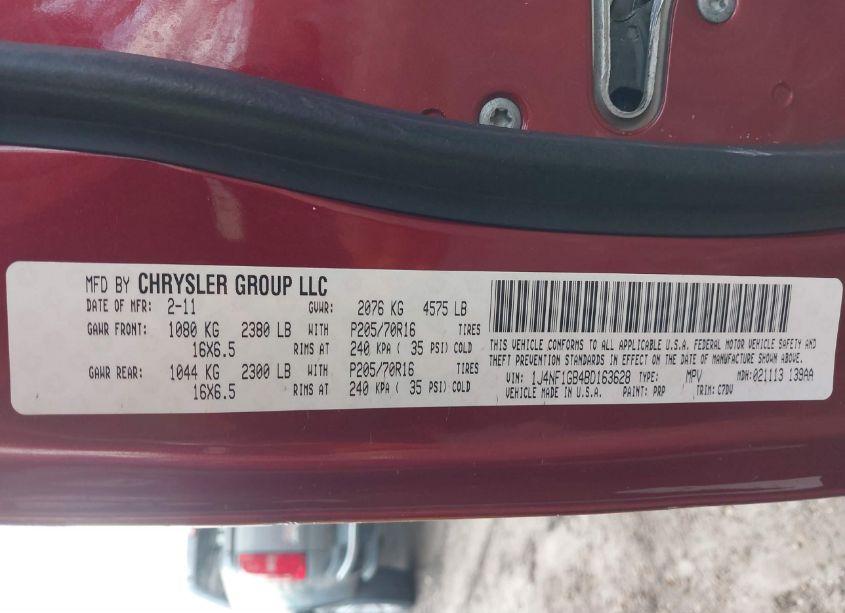 MFD BY CHRYSLER GROUP LLC
DATE OF MFR: 2-11 GVWR: 2076 KG 4575 LB
GAWR FRONT: 1080 KG 2380 LB WITH P205/70R16 TIRES
16X6.5 RIMS AT 240 KPA ( 35 PSI) COLD
GAWR REAR: 1044 KG 2300 LB WITH P205/70R16 TIRES
16X6.5 RIMS AT 240 KPA ( 35 PSI) COLD
THIS VEHICLE CONFORMS TO ALL APPLICABLE U.S.A. FEDERAL MOTOR VEHICLE SAFETY AND
THEFT PREVENTION STANDARDS IN EFFECT ON THE DATE OF MANUFACTURE SHOWN ABOVE.
VIN: 1J4NF1GB4BD163628 TYPE: MPV MDH:021113 139AA
VEHICLE MADE IN U.S.A. PAINT: PRP TRIM: C7DV